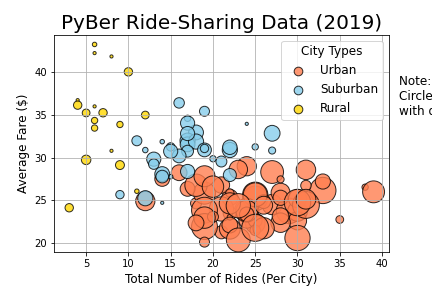 PyBer Ride-Sharing Data (2019)
City Types
Urban
Suburban
Rural
Note:
Circle
with
Average Fare ($)
40
35
30
25
20
5 10 15 20 25 30 35 40
Total Number of Rides (Per City)